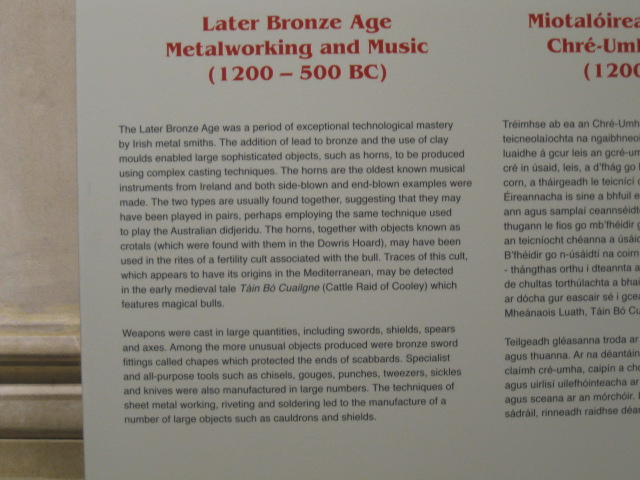 Later Bronze Age
Metalworking and Music
(1200 – 500 BC)
The Later Bronze Age was a period of exceptional technological mastery
by Irish metal smiths. The addition of lead to bronze and the use of clay
moulds enabled large sophisticated objects, such as horns, to be produced
using complex casting techniques. The horns are the oldest known musical
instruments from Ireland and both side-blown and end-blown examples were
made. The two types are usually found together, suggesting that they may
have been played in pairs, perhaps employing the same technique used
to play the Australian didjeridu. The horns, together with objects known as
crotals (which were found with them in the Dowris Hoard), may have been
used in the rites of a fertility cult associated with the bull. Traces of this cult,
which appears to have its origins in the Mediterranean, may be detected
in the early medieval tale Táin Bó Cuailgne (Cattle Raid of Cooley) which
features magical bulls.
Weapons were cast in large quantities, including swords, shields, spears
and axes. Among the more unusual objects produced were bronze sword
fittings called chapes which protected the ends of scabbards. Specialist
and all-purpose tools such as chisels, gouges, punches, tweezers, sickles
and knives were also manufactured in large numbers. The techniques of
sheet metal working, riveting and soldering led to the manufacture of a
number of large objects such as cauldrons and shields.
Chré-
(1200
Tréimhse ab ea an Chré-Umh
teicneolaíochta na ngaibhneoi
luaidhe á gcur leis an gcré-um
cré in úsáid, leis, a d'fhág go
corn, a tháirgeadh le teicnící
Éireannacha is sine a bhfuil e
ann agus samplaí ceannséidte
thugann le fios go mb'fhéidir
an teicníocht chéanna a úsáid
B'fhéidir go n-úsáidtí na coirn
- thángthas orthu i dteannta a
de chultas torthúlachta a bhai
ar dócha gur eascair sé i gcea
Mheánaois Luath, Táin Bó Cu
Teilgeadh gléasanna troda ar
agus thuanna. Ar na déantáin
claímh cré-umha, caipín a cho
agus uirlisí uilefhóinteacha ar
agus sceana ar an mórchóir.
sádráil, rinneadh raidhse déan